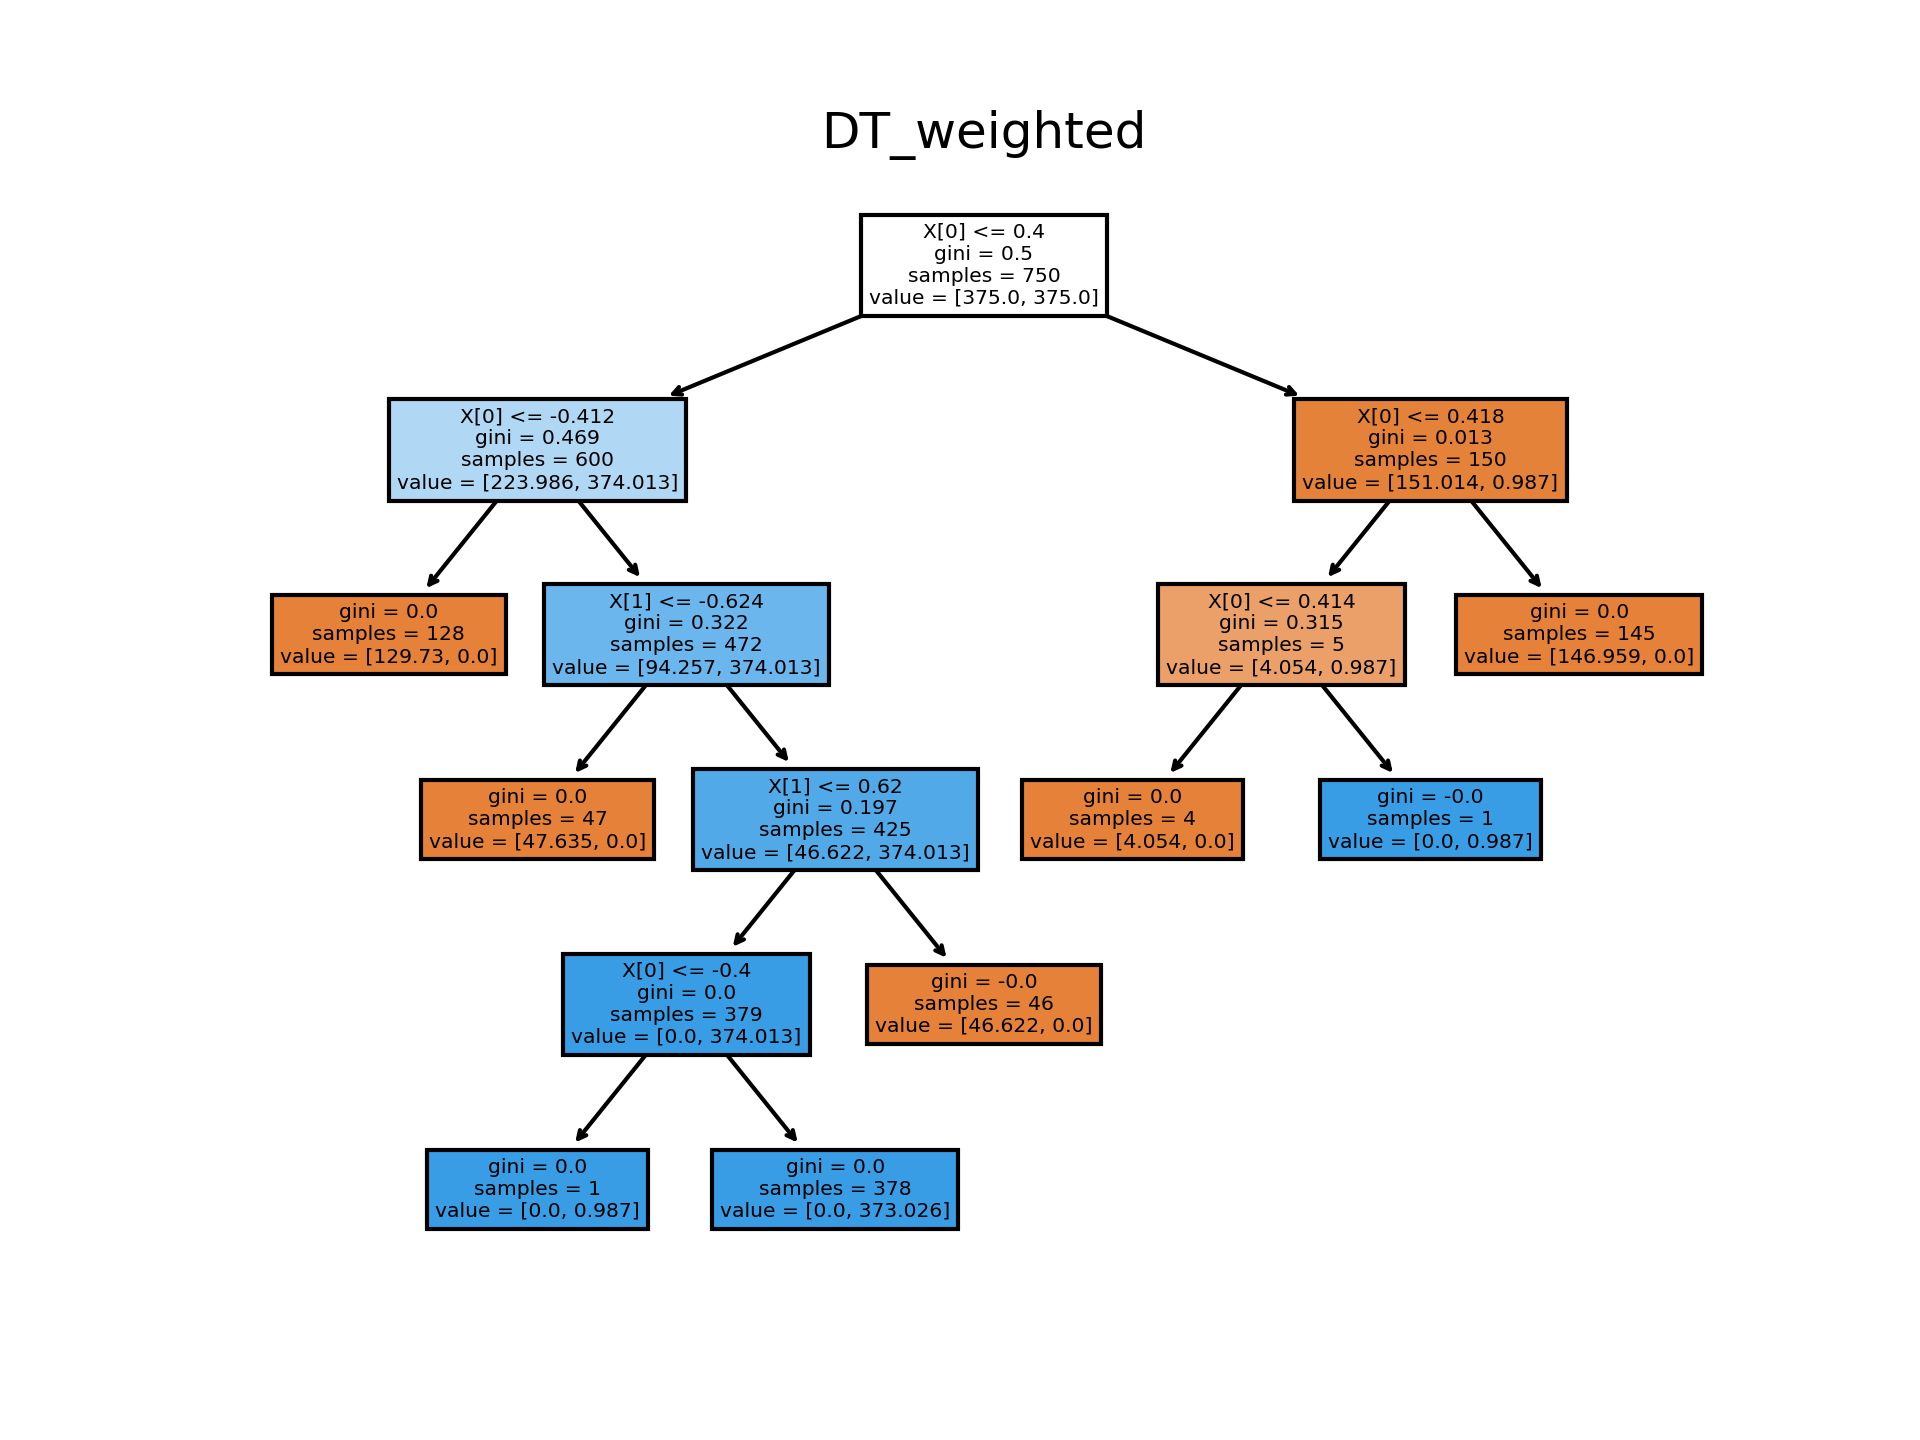 DT_weighted
X[0] <= 0.4
gini = 0.5
samples = 750
value = [375.0, 375.0]
X[0] <= -0.412
gini = 0.469
samples = 600
value = [223.986, 374.013]
X[0] <= 0.418
gini = 0.013
samples = 150
value = [151.014, 0.987]
gini = 0.0
samples = 128
value = [129.73, 0.0]
X[1] <= -0.624
gini = 0.322
samples = 472
value = [94.257, 374.013]
X[0] <= 0.414
gini = 0.315
samples = 5
value = [4.054, 0.987]
gini = 0.0
samples = 145
value = [146.959, 0.0]
gini = 0.0
samples = 47
value = [47.635, 0.0]
X[1] <= 0.62
gini = 0.197
samples = 425
value = [46.622, 374.013]
gini = 0.0
samples = 4
value = [4.054, 0.0]
gini = -0.0
samples = 1
value = [0.0, 0.987]
X[0] <= -0.4
gini = 0.0
samples = 379
value = [0.0, 374.013]
gini = -0.0
samples = 46
value = [46.622, 0.0]
gini = 0.0
samples = 1
value = [0.0, 0.987]
gini = 0.0
samples = 378
value = [0.0, 373.026]